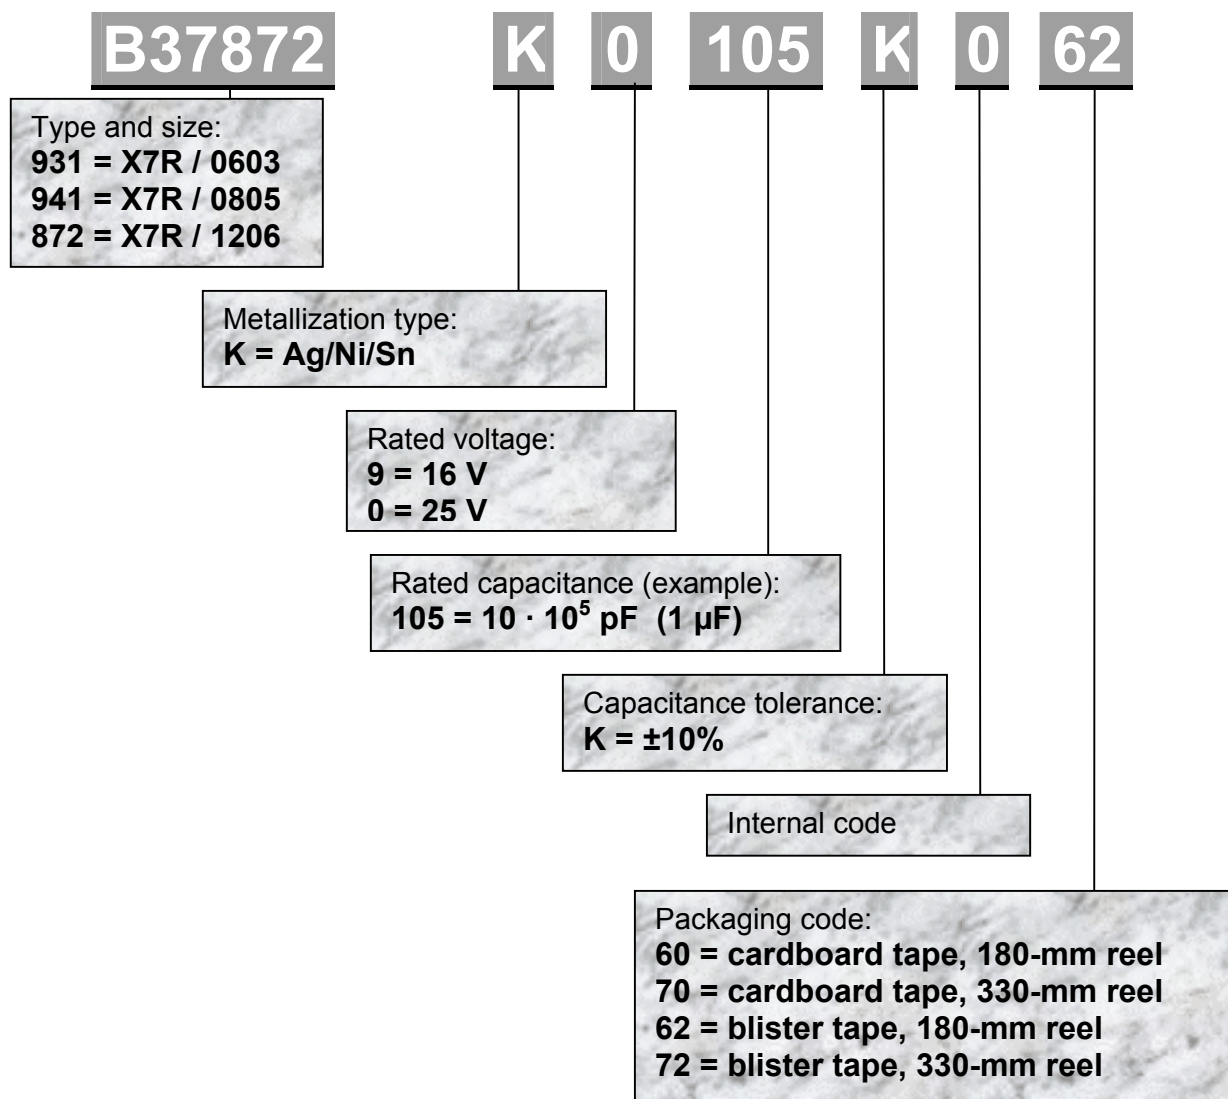 B37872 K 0 105 K 0 62
Type and size:
931 = X7R / 0603
941 = X7R / 0805
872 = X7R / 1206
Metallization type:
K = Ag/Ni/Sn
Rated voltage:
9 = 16 V
0 = 25 V
Rated capacitance (example):
105 = 10 · 10⁵ pF (1 µF)
Capacitance tolerance:
K = ±10%
Internal code
Packaging code:
60 = cardboard tape, 180-mm reel
70 = cardboard tape, 330-mm reel
62 = blister tape, 180-mm reel
72 = blister tape, 330-mm reel